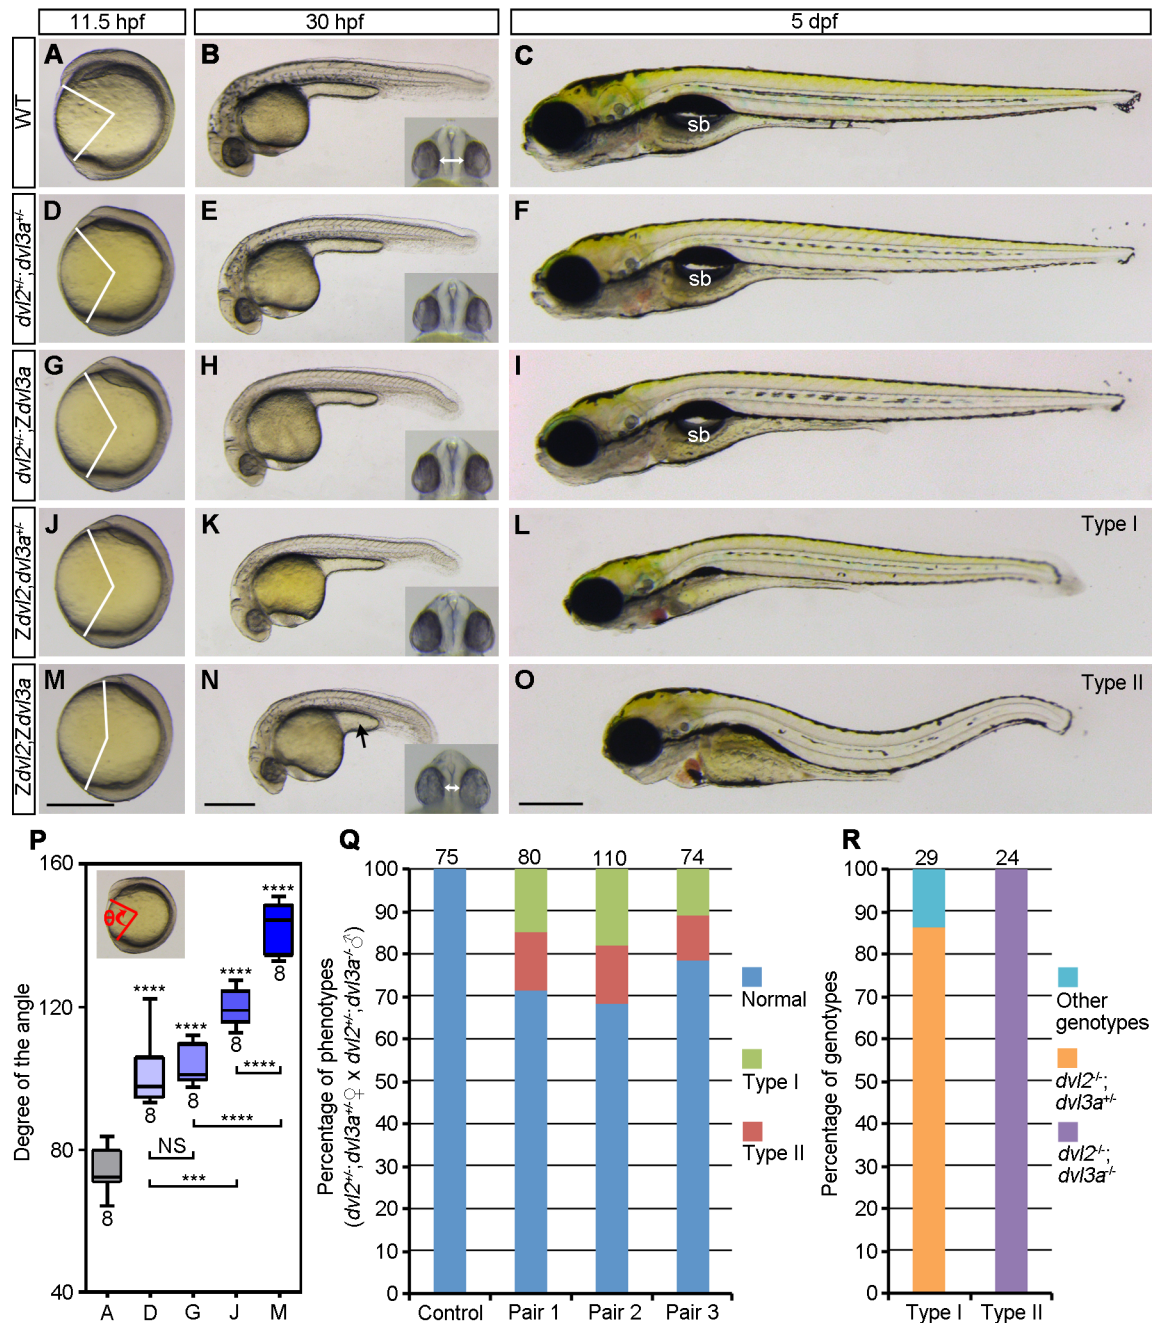 11.5 hpf
30 hpf
5 dpf
WT
A
B
C
sb
dvl2+/-;dvl3a+/-
D
E
F
sb
dvl2+/-;Zdvl3a
G
H
I
sb
Zdvl2;dvl3a+/-
J
K
L
Type I
Zdvl2;Zdvl3a
M
N
O
Type II
P
Degree of the angle
160
120
80
40
θ
8
****
8
****
8
****
8
****
8
NS
***
****
****
A D G J M
Q
Percentage of phenotypes
(dvl2+/-;dvl3a+/-♀ x dvl2+/-;dvl3a-/-♂)
75 80 110 74
100
90
80
70
60
50
40
30
20
10
0
Control Pair 1 Pair 2 Pair 3
Normal
Type I
Type II
R
Percentage of genotypes
29 24
100
90
80
70
60
50
40
30
20
10
0
Type I Type II
Other
genotypes
dvl2-/-;
dvl3a+/-
dvl2-/-;
dvl3a-/-